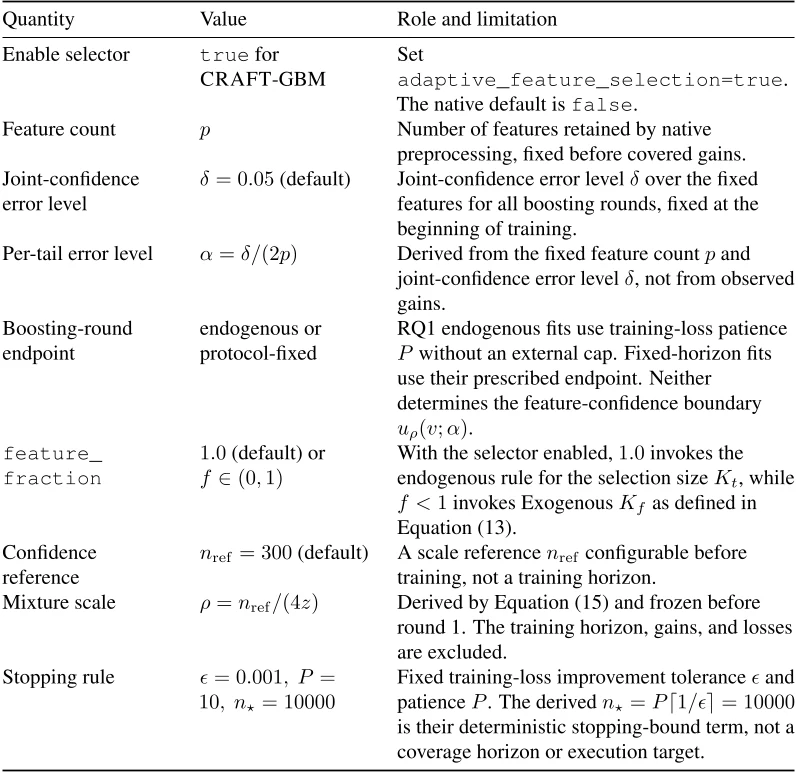 Quantity Value Role and limitation
Enable selector true for Set
CRAFT-GBM adaptive_feature_selection=true.
The native default is false.
Feature count p Number of features retained by native
preprocessing, fixed before covered gains.
Joint-confidence δ = 0.05 (default) Joint-confidence error level δ over the fixed
error level features for all boosting rounds, fixed at the
beginning of training.
Per-tail error level α = δ/(2p) Derived from the fixed feature count p and
joint-confidence error level δ, not from observed
gains.
Boosting-round endogenous or RQ1 endogenous fits use training-loss patience
endpoint protocol-fixed P without an external cap. Fixed-horizon fits
use their prescribed endpoint. Neither
determines the feature-confidence boundary
u_ρ(v; α).
feature_ 1.0 (default) or With the selector enabled, 1.0 invokes the
fraction f ∈ (0, 1) endogenous rule for the selection size K_t, while
f < 1 invokes Exogenous K_f as defined in
Equation (13).
Confidence n_ref = 300 (default) A scale reference n_ref configurable before
reference training, not a training horizon.
Mixture scale ρ = n_ref/(4z) Derived by Equation (15) and frozen before
round 1. The training horizon, gains, and losses
are excluded.
Stopping rule ϵ = 0.001, P = Fixed training-loss improvement tolerance ϵ and
10, n⋆ = 10000 patience P. The derived n⋆ = P⌈1/ϵ⌉ = 10000
is their deterministic stopping-bound term, not a
coverage horizon or execution target.